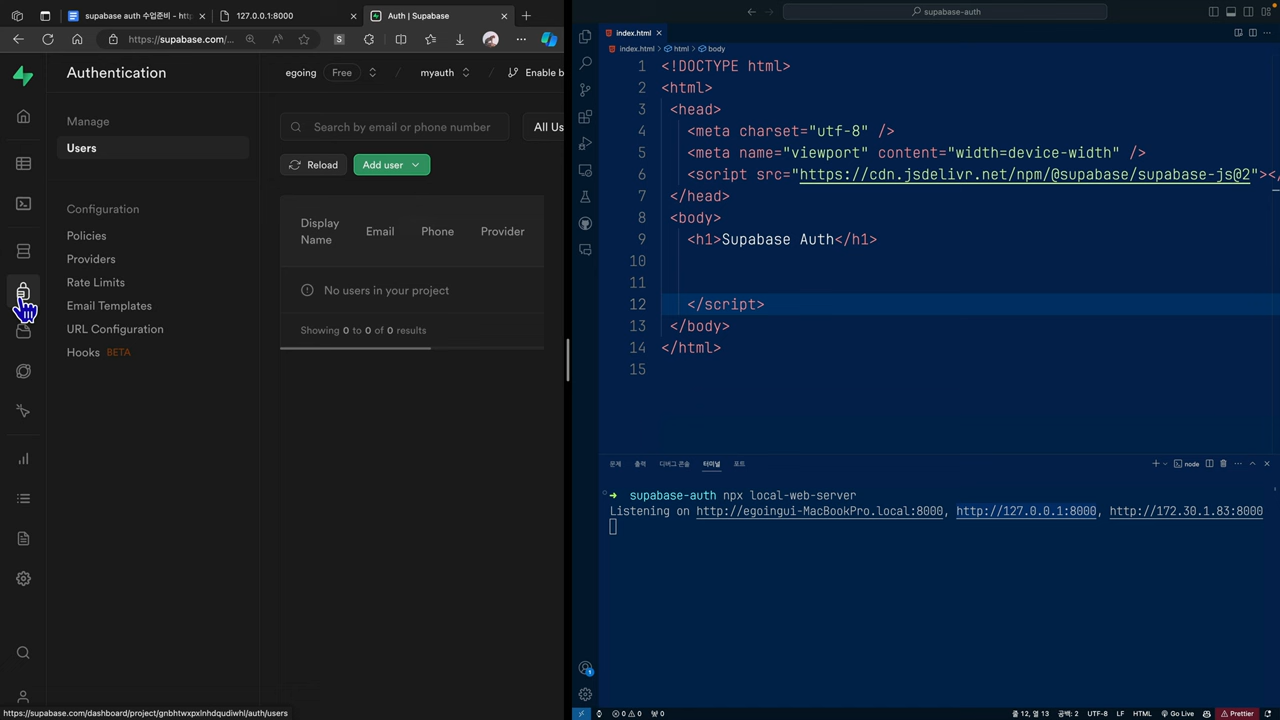 supabase auth 수업준비 - htt
127.0.0.1:8000
Auth | Supabase
https://supabase.com/...
Authentication
egoing
Free
/
myauth
/
Enable b
Manage
Users
Configuration
Policies
Providers
Rate Limits
Email Templates
URL Configuration
Hooks BETA
Search by email or phone number
All Us
Reload
Add user
Display Name
Email
Phone
Provider
No users in your project
Showing 0 to 0 of 0 results
https://supabase.com/dashboard/project/gnbhtwxpxlnhdqudiwhl/auth/users
supabase-auth
index.html
index.html > html > body
1 <!DOCTYPE html>
2 <html>
3 <head>
4 <meta charset="utf-8" />
5 <meta name="viewport" content="width=device-width" />
6 <script src="https://cdn.jsdelivr.net/npm/@supabase/supabase-js@2"></
7 </head>
8 <body>
9 <h1>Supabase Auth</h1>
10
11
12 </script>
13 </body>
14 </html>
15
문제 출력 디버그 콘솔 터미널 포트
node
→ supabase-auth npx local-web-server
Listening on http://egoingui-MacBookPro.local:8000, http://127.0.0.1:8000, http://172.30.1.83:8000
1
0 0 0
줄 12, 열 13
공백: 2
UTF-8
LF
HTML
Go Live
Prettier